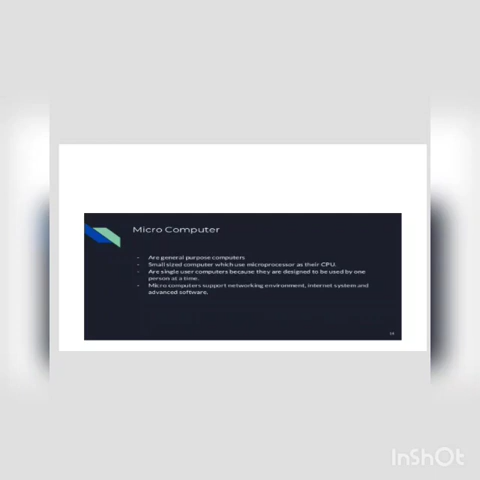 Micro Computer
- Are general purpose computers
- Small sized computer which use microprocessor as their CPU.
- Are single user computers because they are designed to be used by one
person at a time.
- Micro computers support networking environment, internet system and
advanced software.
InShOt